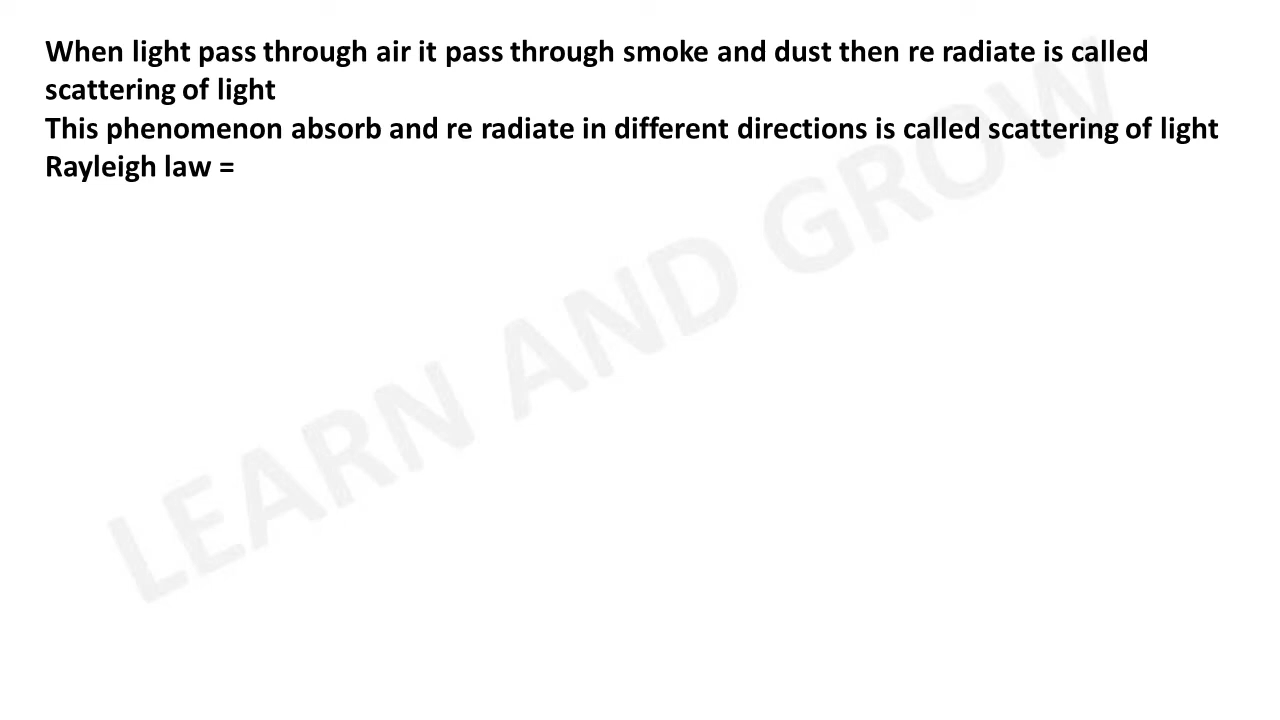 When light pass through air it pass through smoke and dust then re radiate is called
scattering of light
This phenomenon absorb and re radiate in different directions is called scattering of light
Rayleigh law =
LEARN AND GROW